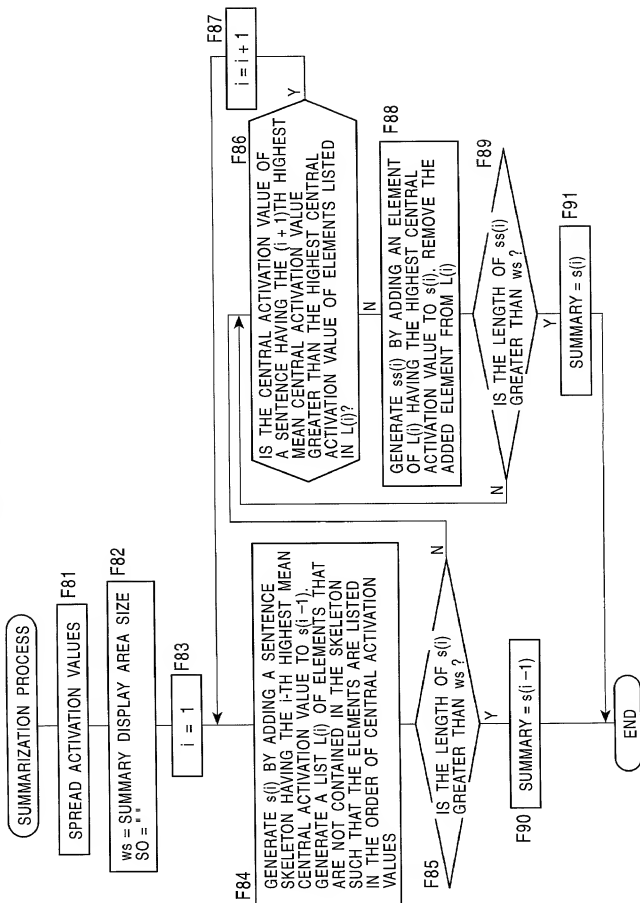 SUMMARIZATION PROCESS
F81
SPREAD ACTIVATION VALUES
F82
ws = SUMMARY DISPLAY AREA SIZE
SO = " "
F83
i = 1
F84
GENERATE s(i) BY ADDING A SENTENCE
SKELETON HAVING THE i-TH HIGHEST MEAN
CENTRAL ACTIVATION VALUE TO s(i −1).
GENERATE A LIST L(i) OF ELEMENTS THAT
ARE NOT CONTAINED IN THE SKELETON
SUCH THAT THE ELEMENTS ARE LISTED
IN THE ORDER OF CENTRAL ACTIVATION
VALUES
F85
IS THE LENGTH OF s(i)
GREATER THAN ws ?
N
Y
F90
SUMMARY = s(i −1)
END
F87
i = i + 1
Y
F86
IS THE CENTRAL ACTIVATION VALUE OF
A SENTENCE HAVING THE (i + 1)TH HIGHEST
MEAN CENTRAL ACTIVATION VALUE
GREATER THAN THE HIGHEST CENTRAL
ACTIVATION VALUE OF ELEMENTS LISTED
IN L(i)?
N
F88
GENERATE ss(i) BY ADDING AN ELEMENT
OF L(i) HAVING THE HIGHEST CENTRAL
ACTIVATION VALUE TO s(i). REMOVE THE
ADDED ELEMENT FROM L(i)
F89
IS THE LENGTH OF ss(i)
GREATER THAN ws ?
N
Y
F91
SUMMARY = s(i)